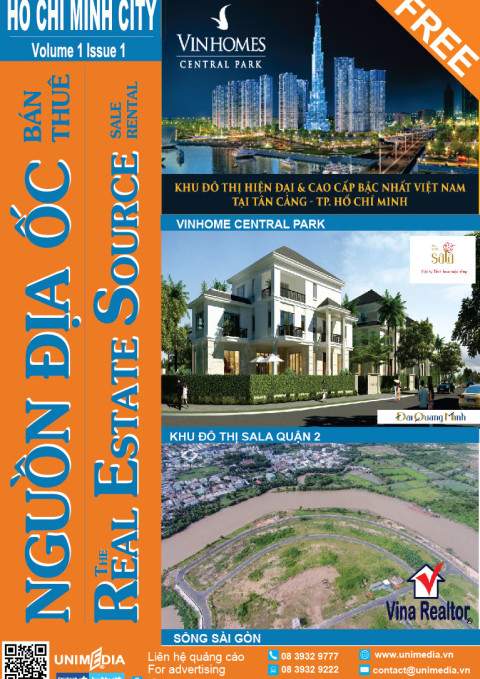 HO CHI MINH CITY
Volume 1 Issue 1
FREE
NGUỒN ĐỊA ỐC
BÁN
THUÊ
THE REAL ESTATE SOURCE
SALE
RENTAL
VINHOMES
CENTRAL PARK
KHU ĐÔ THỊ HIỆN ĐẠI & CAO CẤP BẬC NHẤT VIỆT NAM
TẠI TÂN CẢNG - TP. HỒ CHÍ MINH
VINHOME CENTRAL PARK
Sala
Đại Quang Minh
KHU ĐÔ THỊ SALA QUẬN 2
Vina Realtor
SÔNG SÀI GÒN
UNIMEDIA
Liên hệ quảng cáo
For advertising
08 3932 9777
08 3932 9222
www.unimedia.vn
contact@unimedia.vn